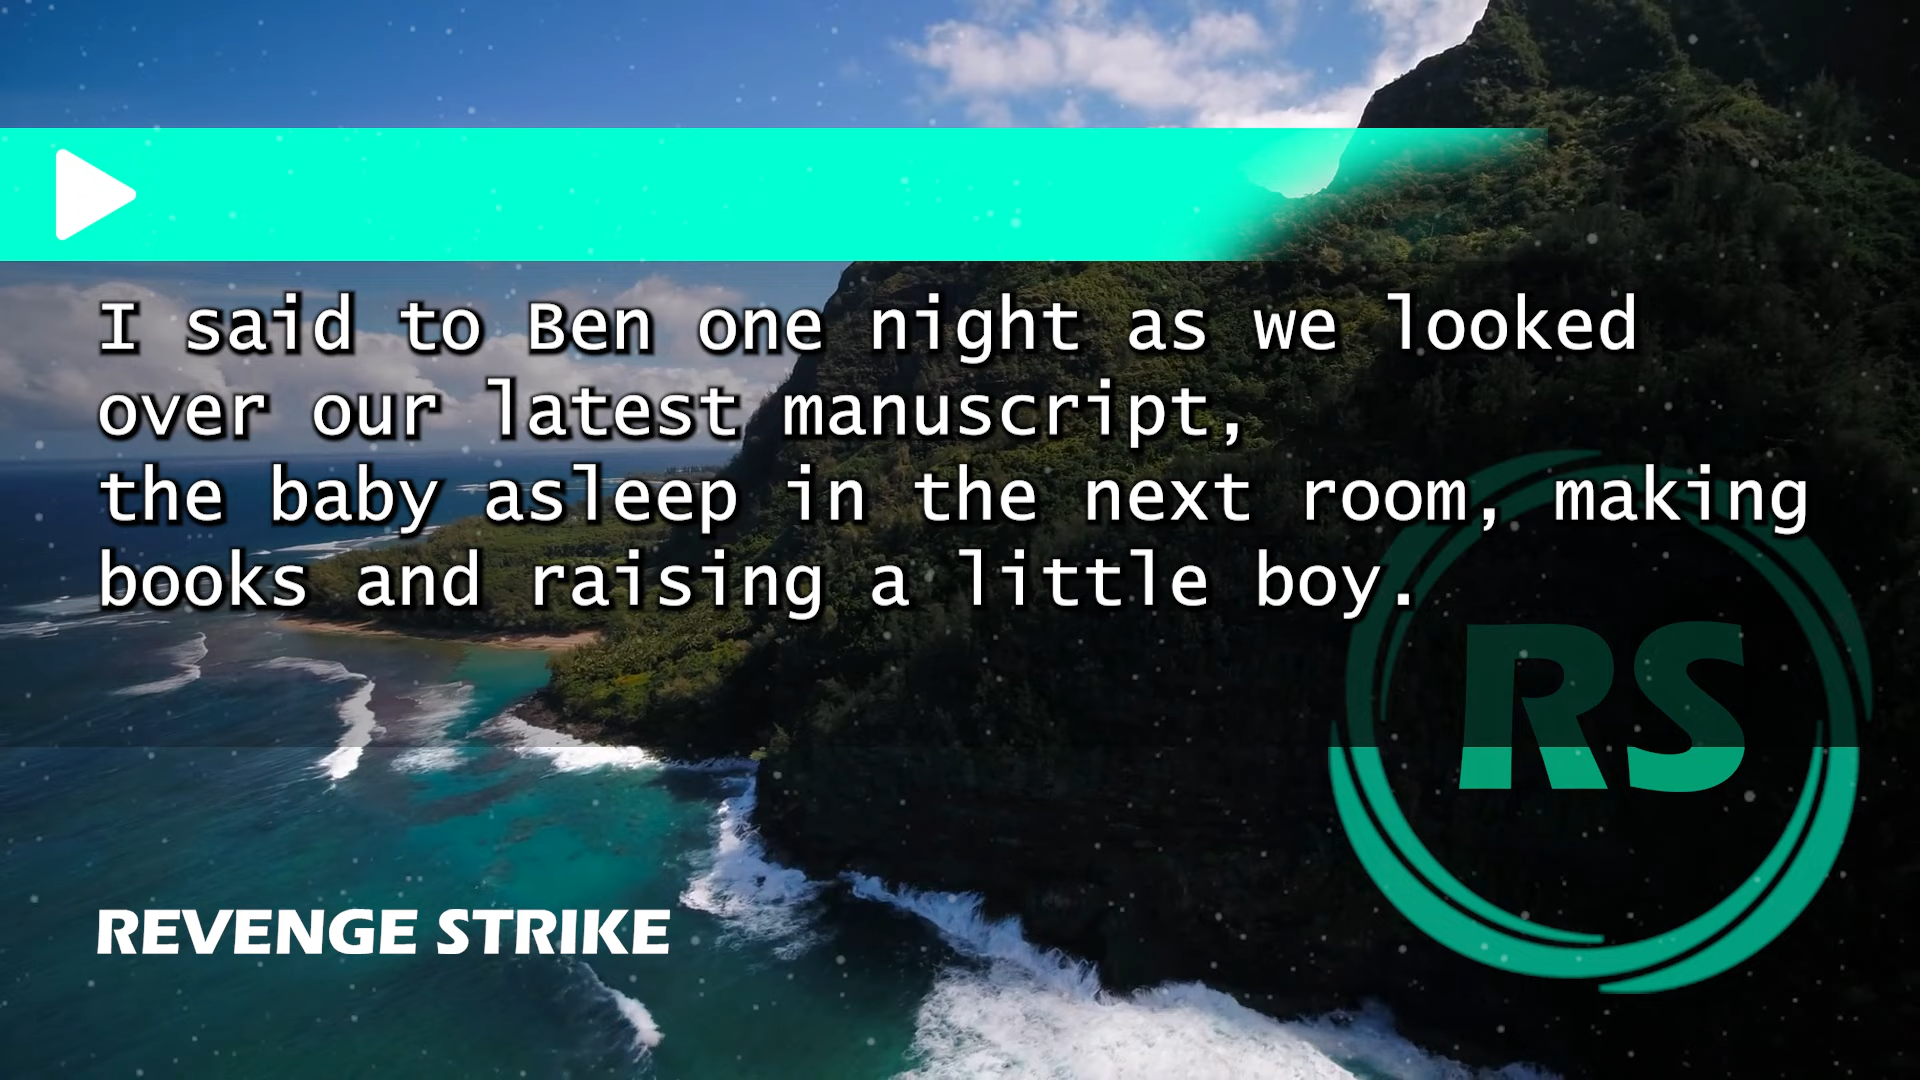 I said to Ben one night as we looked
over our latest manuscript,
the baby asleep in the next room, making
books and raising a little boy.
RS
REVENGE STRIKE